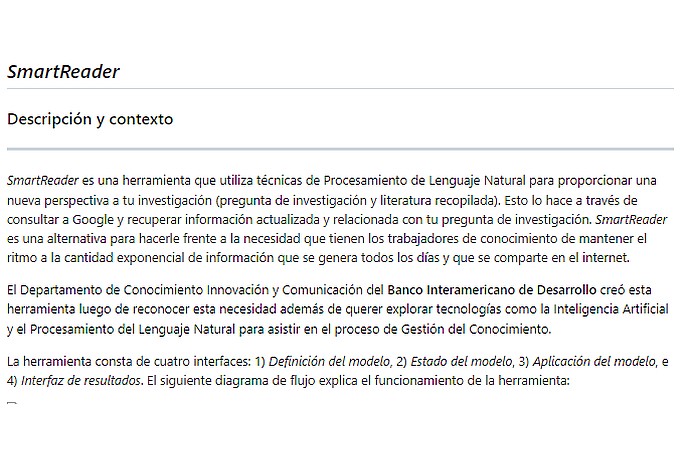 SmartReader
Descripción y contexto
SmartReader es una herramienta que utiliza técnicas de Procesamiento de Lenguaje Natural para proporcionar una
nueva perspectiva a tu investigación (pregunta de investigación y literatura recopilada). Esto lo hace a través de
consultar a Google y recuperar información actualizada y relacionada con tu pregunta de investigación. SmartReader
es una alternativa para hacerle frente a la necesidad que tienen los trabajadores de conocimiento de mantener el
ritmo a la cantidad exponencial de información que se genera todos los días y que se comparte en el internet.
El Departamento de Conocimiento Innovación y Comunicación del Banco Interamericano de Desarrollo creó esta
herramienta luego de reconocer esta necesidad además de querer explorar tecnologías como la Inteligencia Artificial
y el Procesamiento del Lenguaje Natural para asistir en el proceso de Gestión del Conocimiento.
La herramienta consta de cuatro interfaces: 1) Definición del modelo, 2) Estado del modelo, 3) Aplicación del modelo, e
4) Interfaz de resultados. El siguiente diagrama de flujo explica el funcionamiento de la herramienta: